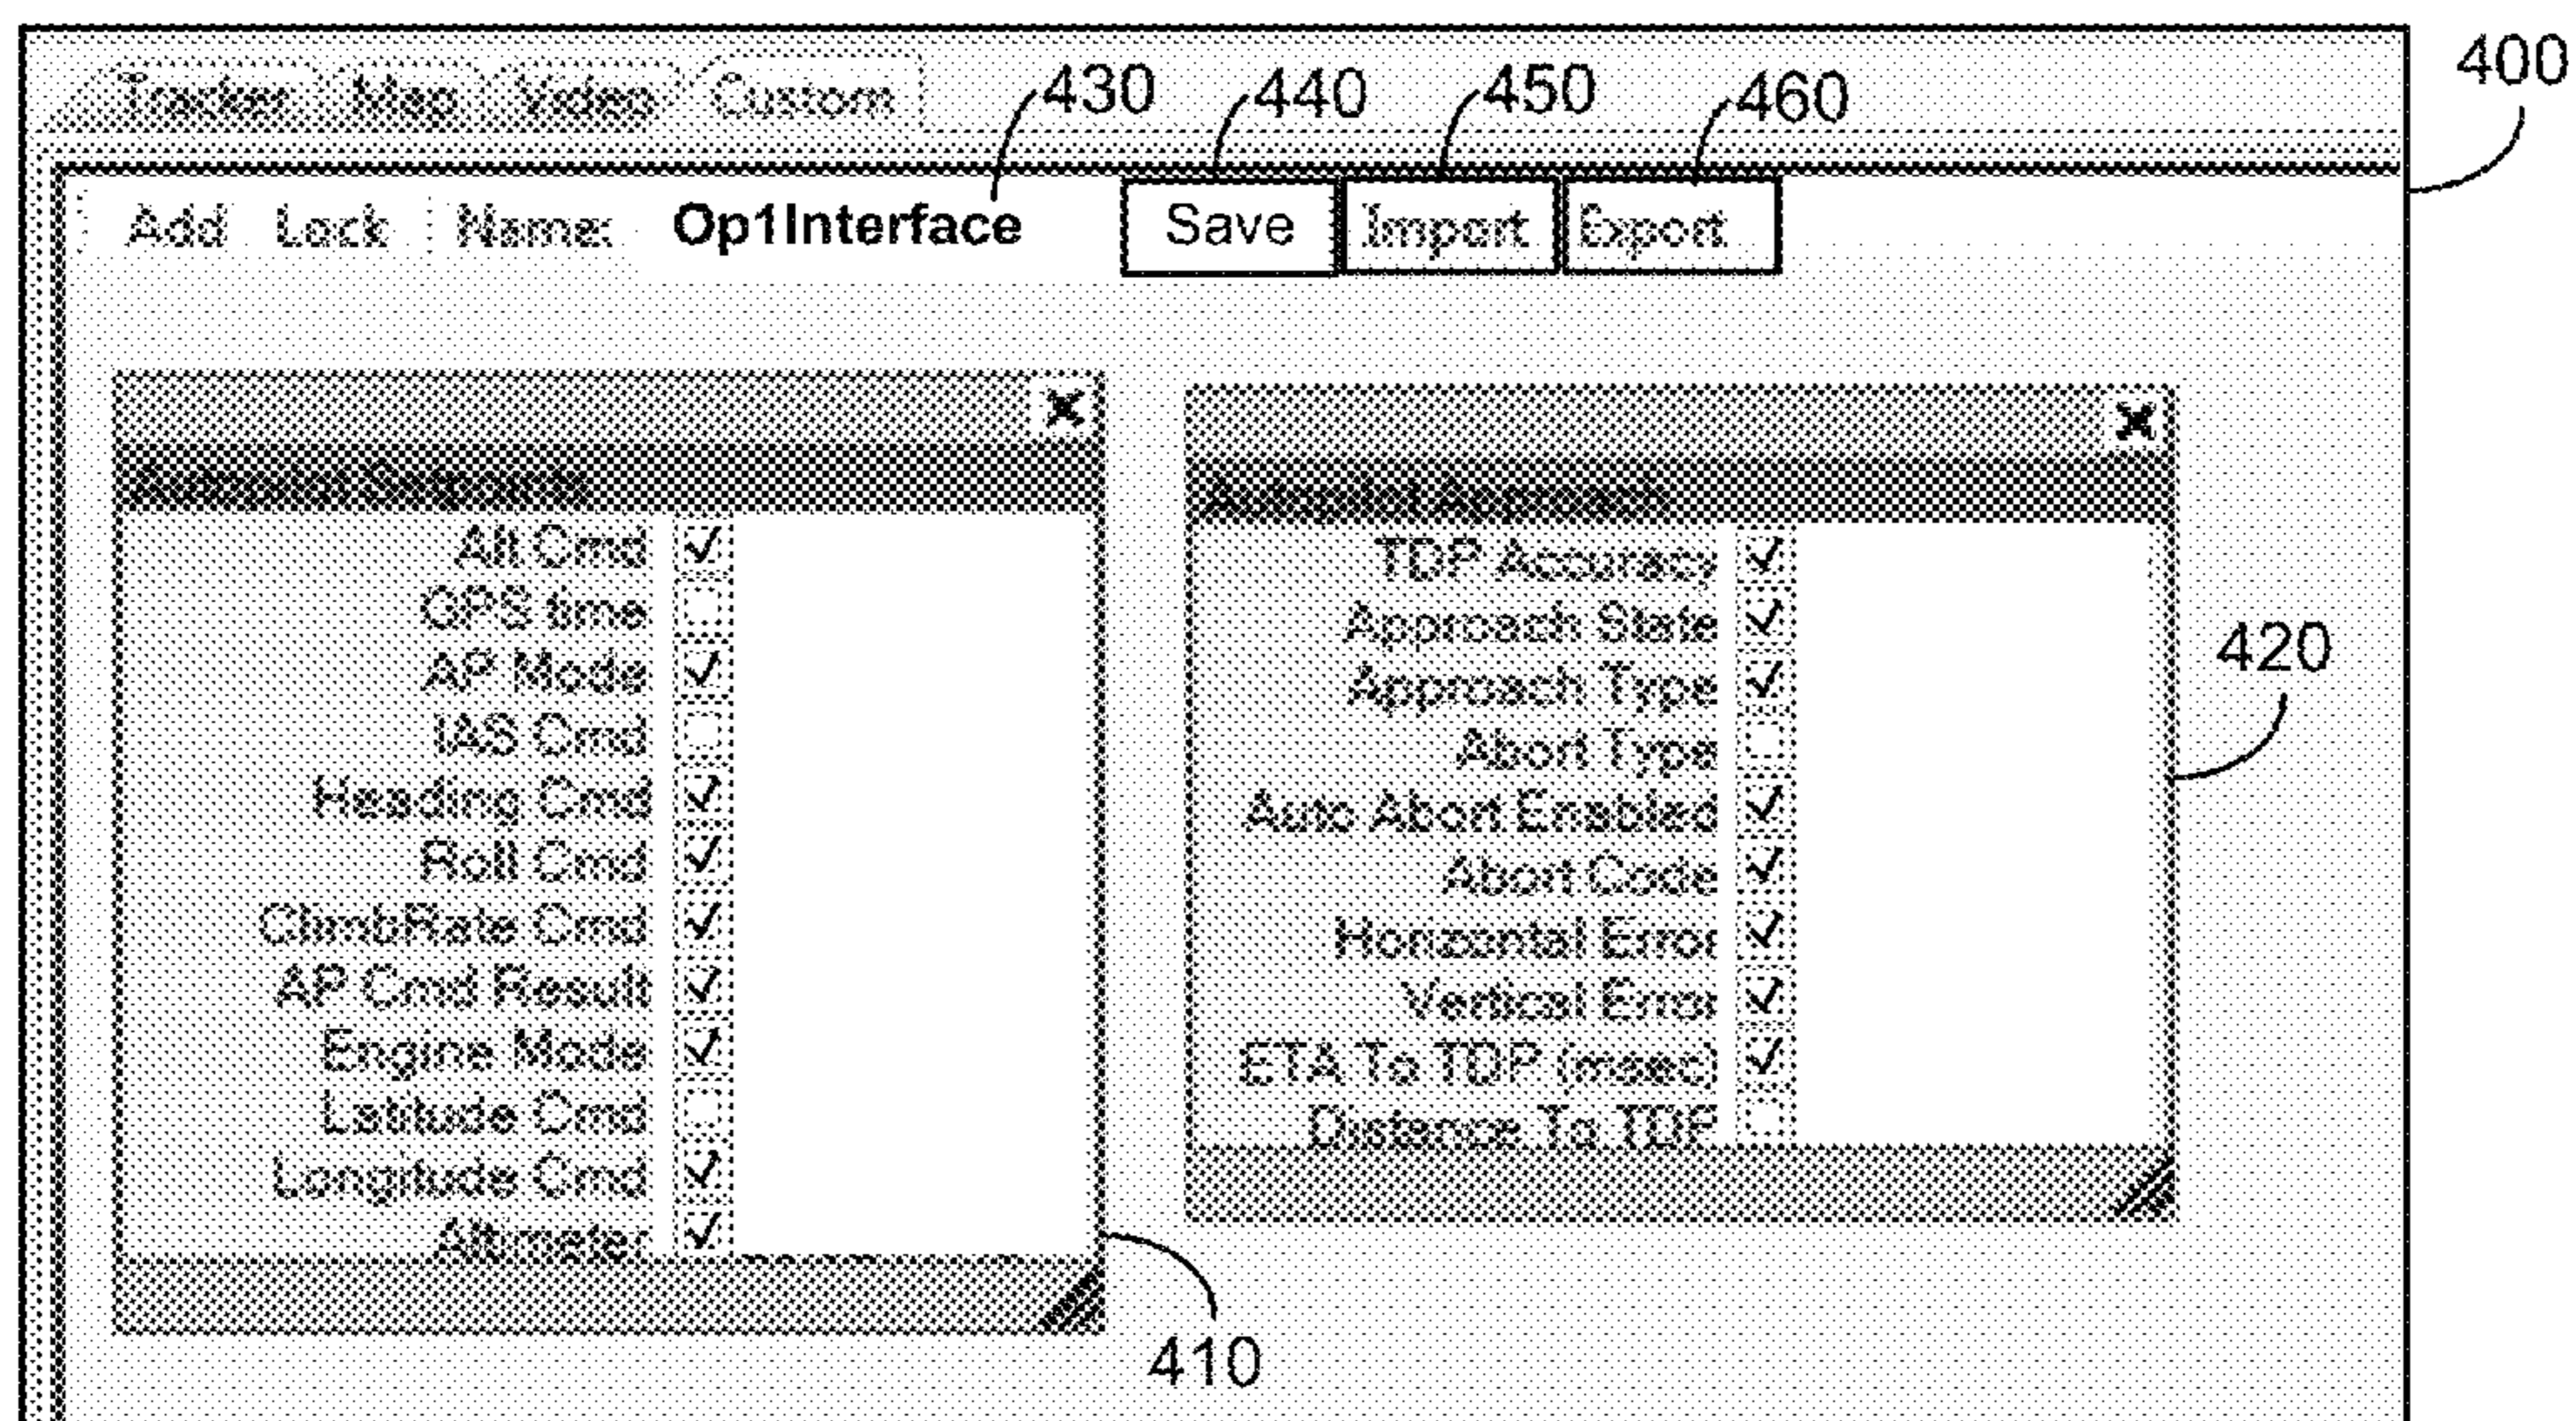 400
Tracker Map Video Custom 430 440 450 460
Add Lock Name: Op1Interface Save Import Export
Autopilot Setpoints
Alt Cmd
GPS time
AP Mode
IAS Cmd
Heading Cmd
Roll Cmd
ClimbRate Cmd
AP Cmd Result
Engine Mode
Latitude Cmd
Longitude Cmd
Altimeter
410
Autopilot Approach
TDP Accuracy
Approach State
Approach Type
Abort Type
Auto Abort Enabled
Abort Code
Horizontal Error
Vertical Error
ETA To TDP (msec)
Distance To TDP
420